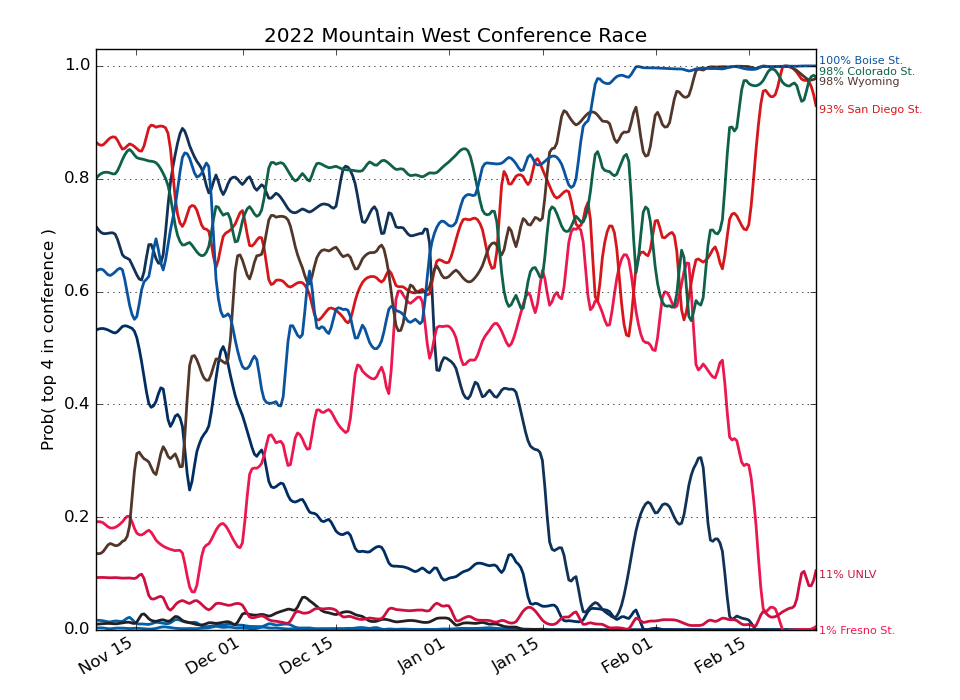 2022 Mountain West Conference Race
Prob( top 4 in conference )
1.0
0.8
0.6
0.4
0.2
0.0
Nov 15
Dec 01
Dec 15
Jan 01
Jan 15
Feb 01
Feb 15
100% Boise St.
98% Colorado St.
98% Wyoming
93% San Diego St.
11% UNLV
1% Fresno St.